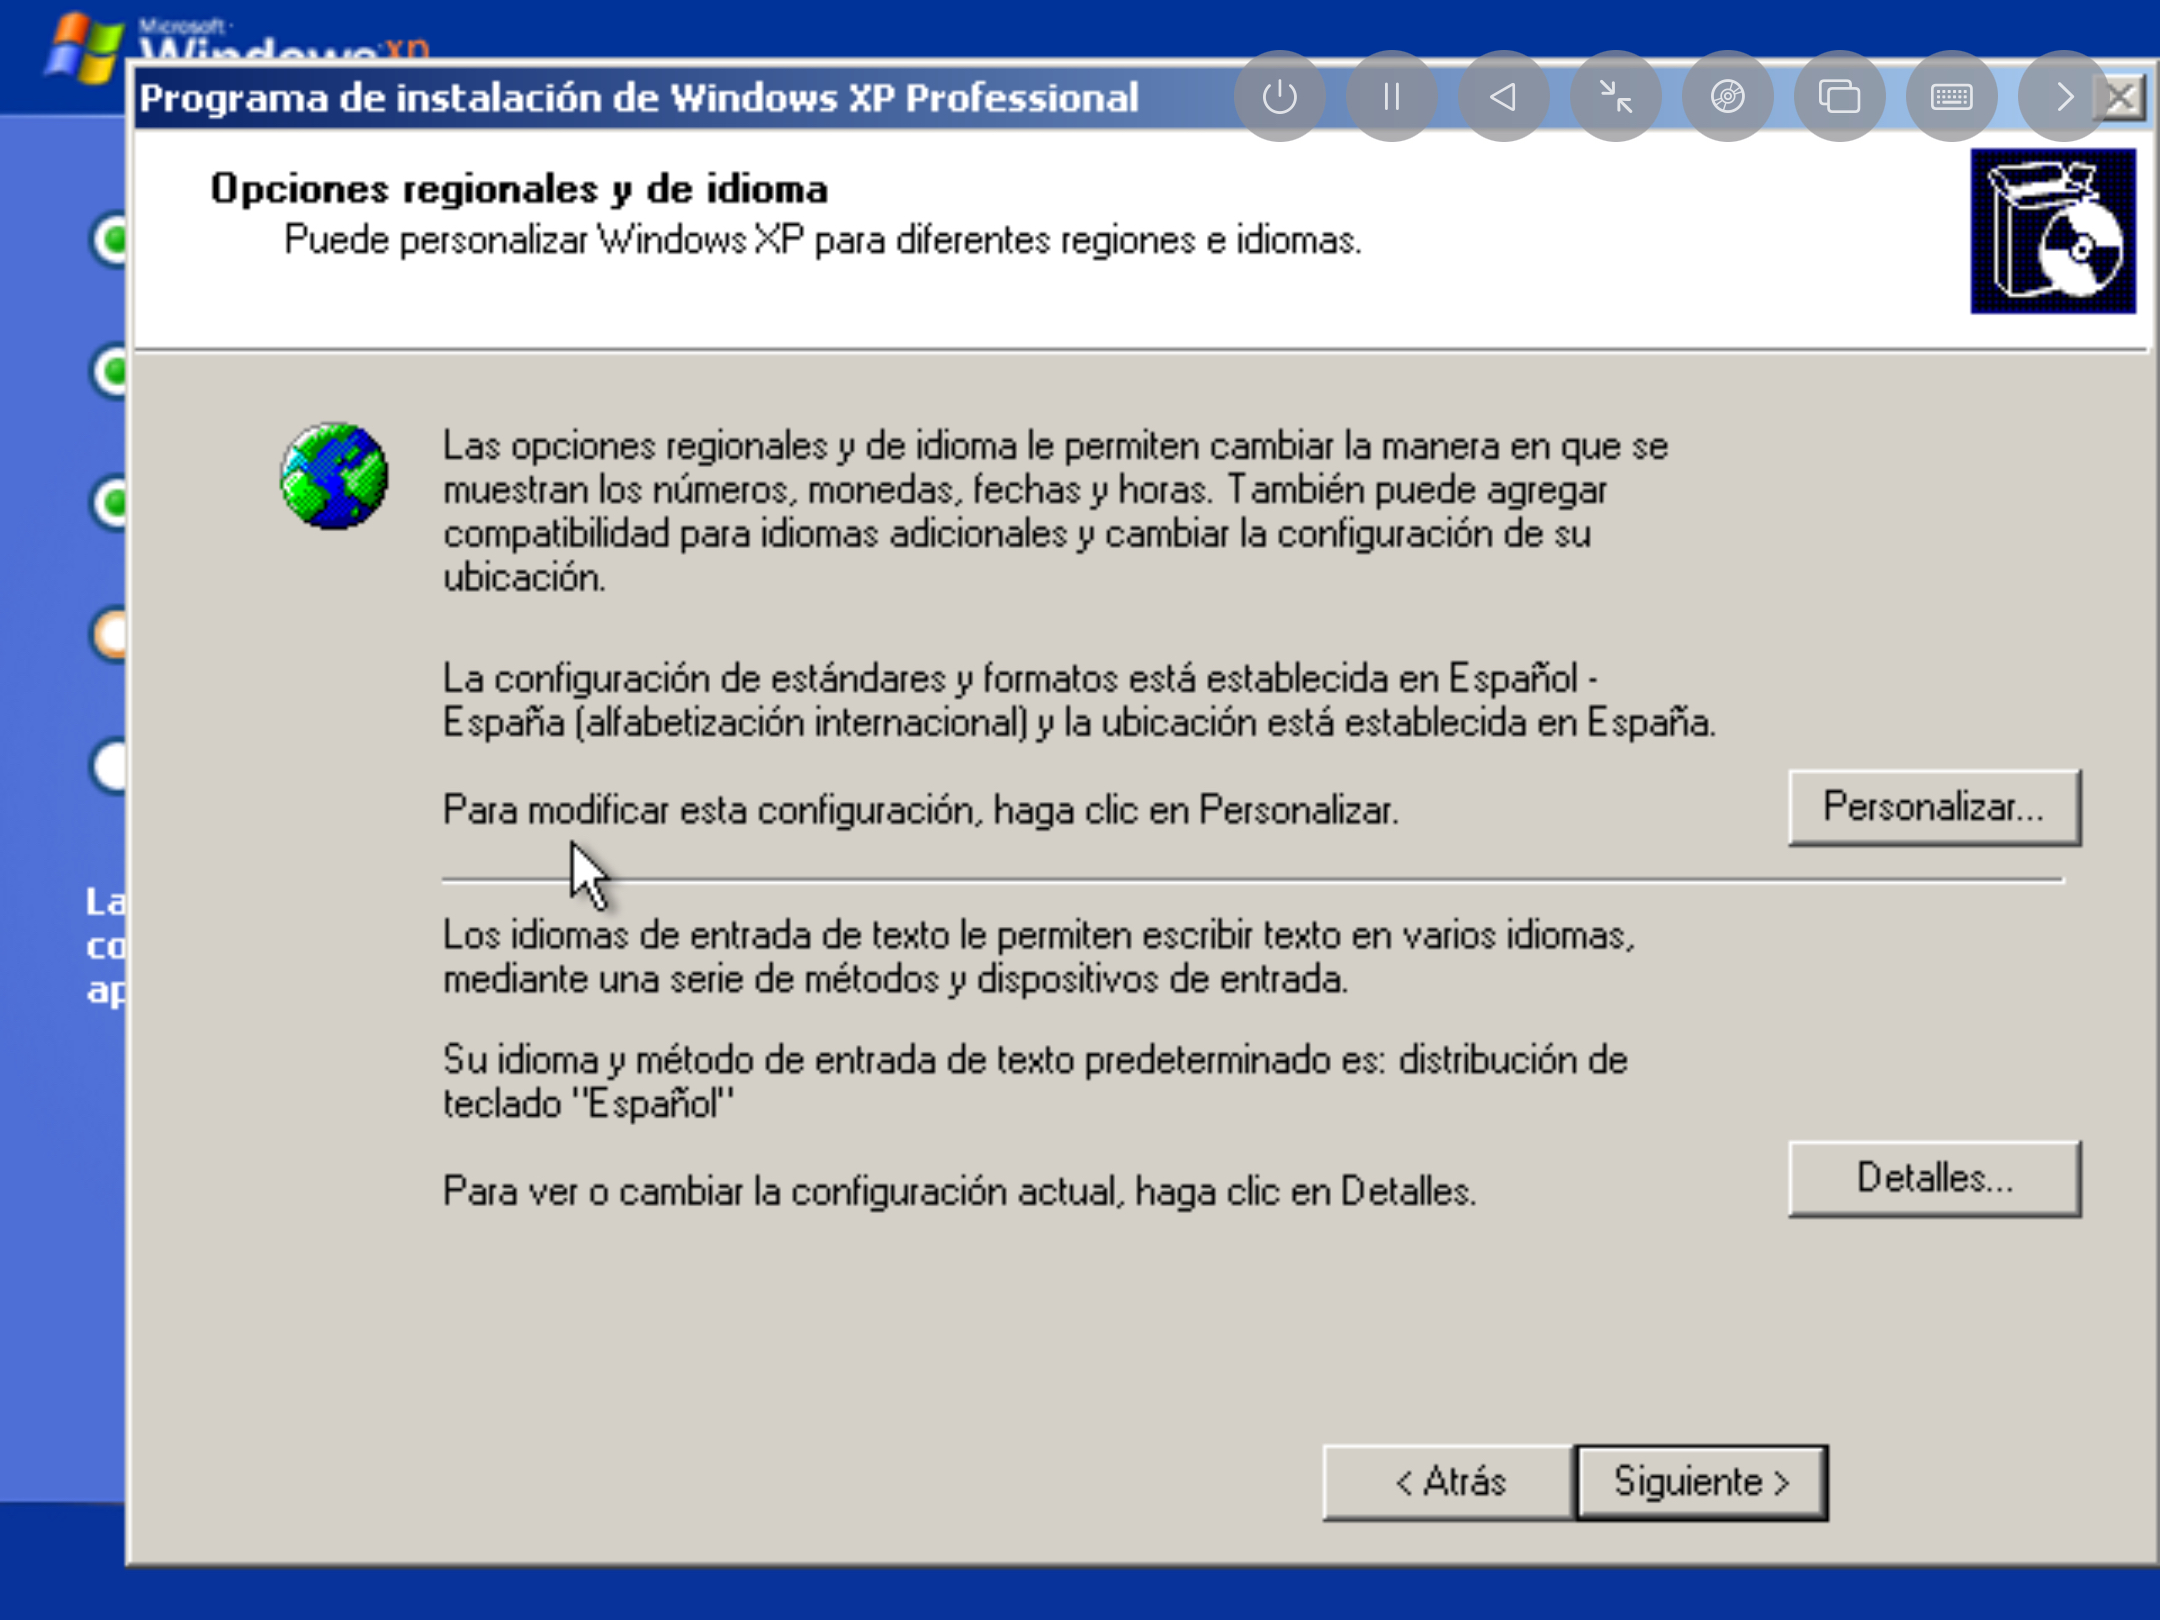 Microsoft
Windows xp
Programa de instalación de Windows XP Professional
Opciones regionales y de idioma
Puede personalizar Windows XP para diferentes regiones e idiomas.
Las opciones regionales y de idioma le permiten cambiar la manera en que se
muestran los números, monedas, fechas y horas. También puede agregar
compatibilidad para idiomas adicionales y cambiar la configuración de su
ubicación.
La configuración de estándares y formatos está establecida en Español -
España (alfabetización internacional) y la ubicación está establecida en España.
Para modificar esta configuración, haga clic en Personalizar.
Personalizar...
La
co
ap
Los idiomas de entrada de texto le permiten escribir texto en varios idiomas,
mediante una serie de métodos y dispositivos de entrada.
Su idioma y método de entrada de texto predeterminado es: distribución de
teclado "Español"
Para ver o cambiar la configuración actual, haga clic en Detalles.
Detalles...
< Atrás
Siguiente >